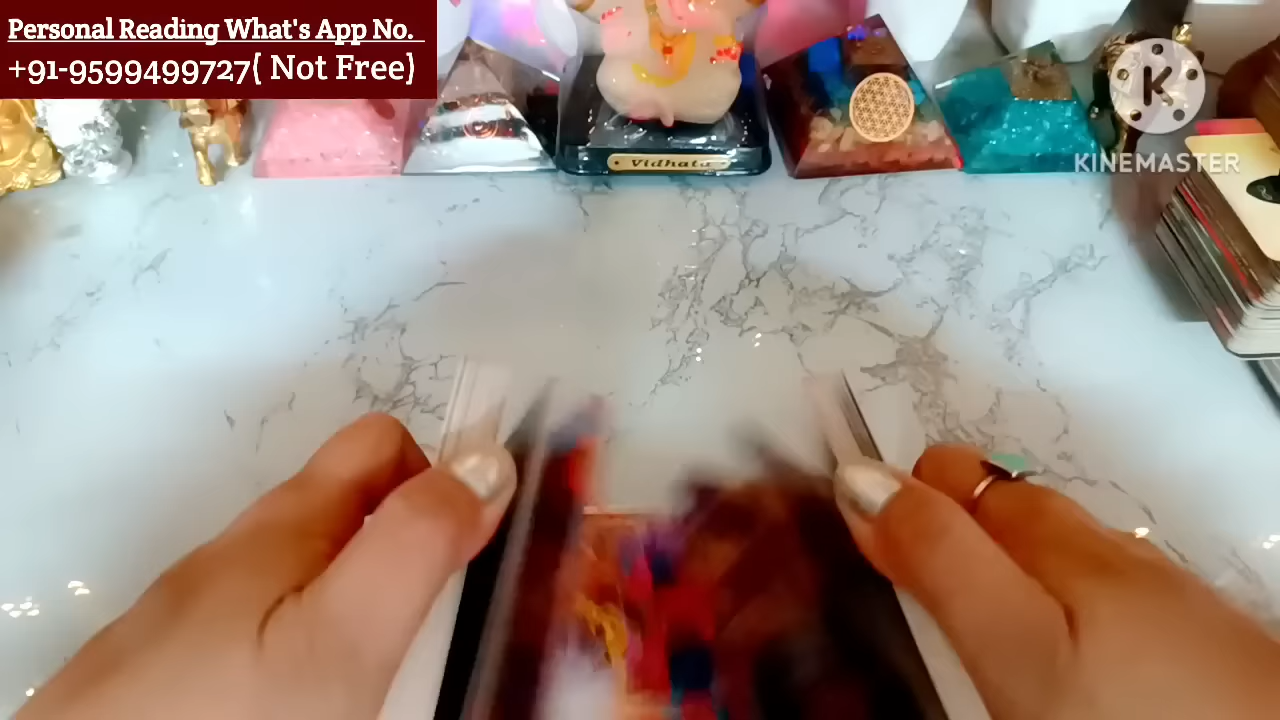 Personal Reading What's App No.
+91-9599499727( Not Free)
Vidhata
K
KINEMASTER